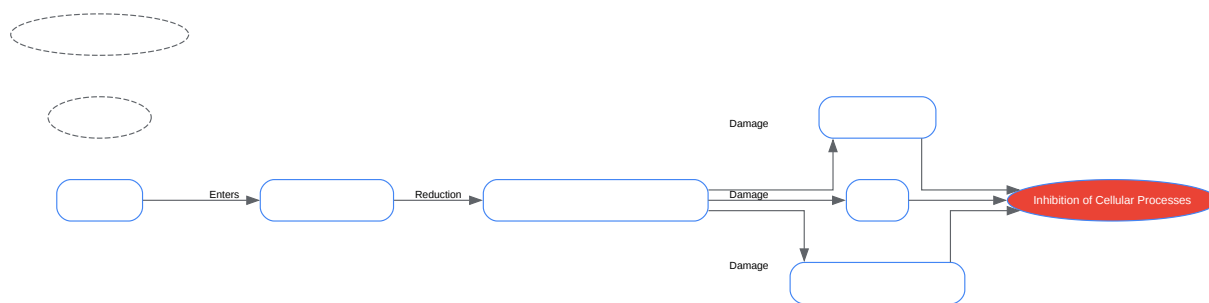 Damage
Enters
Reduction
Damage
Inhibition of Cellular Processes
Damage